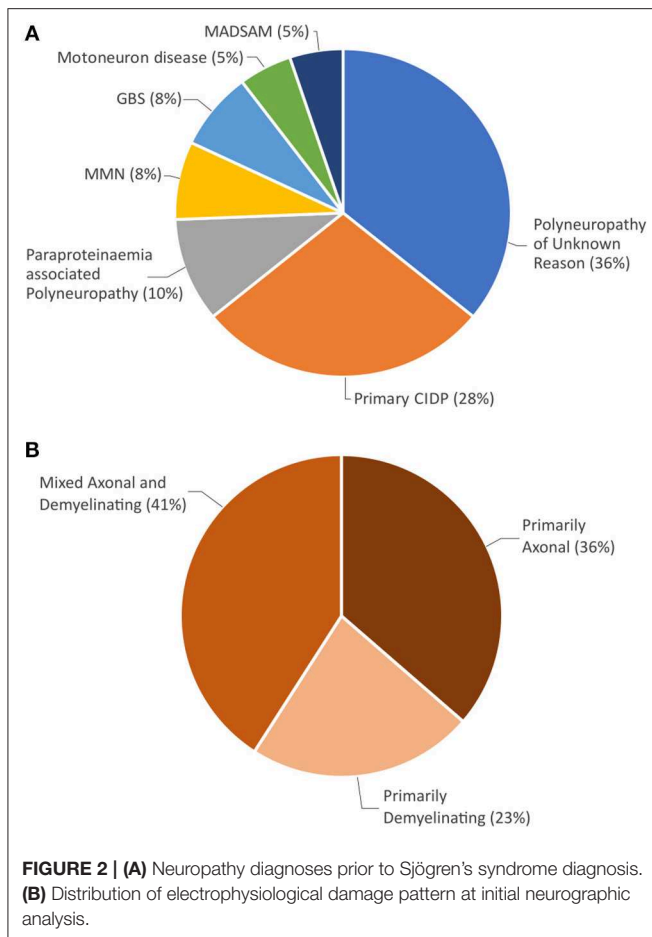 A
MADSAM (5%)
Motoneuron disease (5%)
GBS (8%)
MMN (8%)
Paraproteinaemia
associated
Polyneuropathy (10%)
Polyneuropathy
of Unknown
Reason (36%)
Primary CIDP (28%)
B
Mixed Axonal and
Demyelinating (41%)
Primarily
Axonal (36%)
Primarily
Demyelinating (23%)
FIGURE 2 | (A) Neuropathy diagnoses prior to Sjögren's syndrome diagnosis.
(B) Distribution of electrophysiological damage pattern at initial neurographic
analysis.